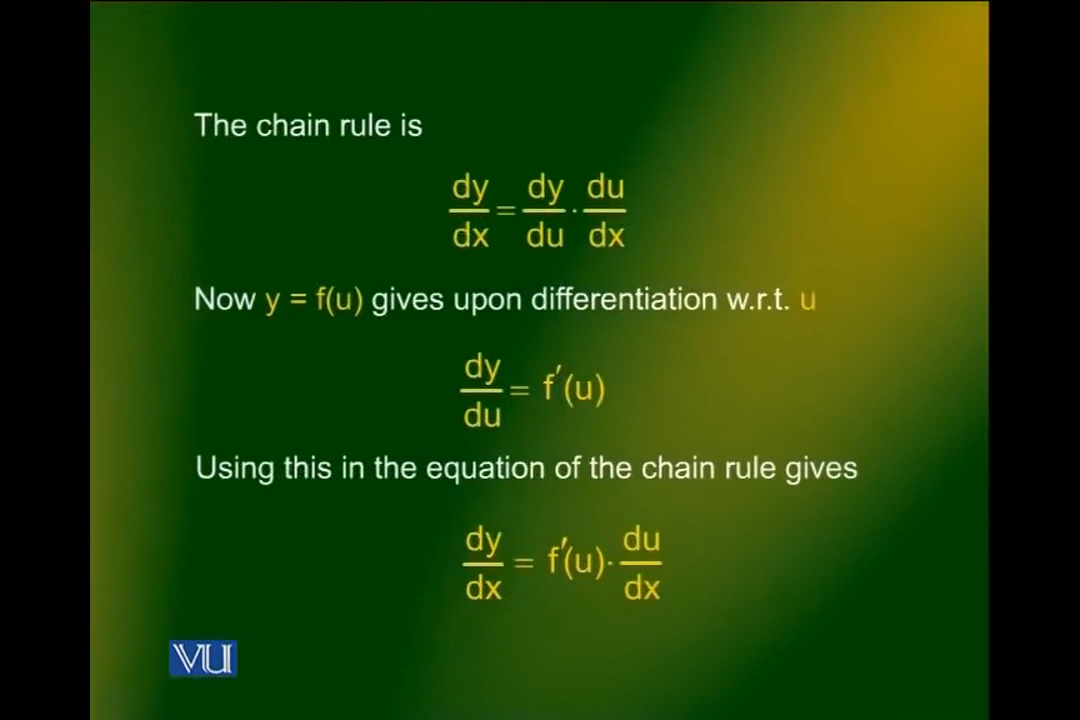 The chain rule is
dy/dx = dy/du · du/dx
Now y = f(u) gives upon differentiation w.r.t. u
dy/du = f′(u)
Using this in the equation of the chain rule gives
dy/dx = f′(u) · du/dx
VU